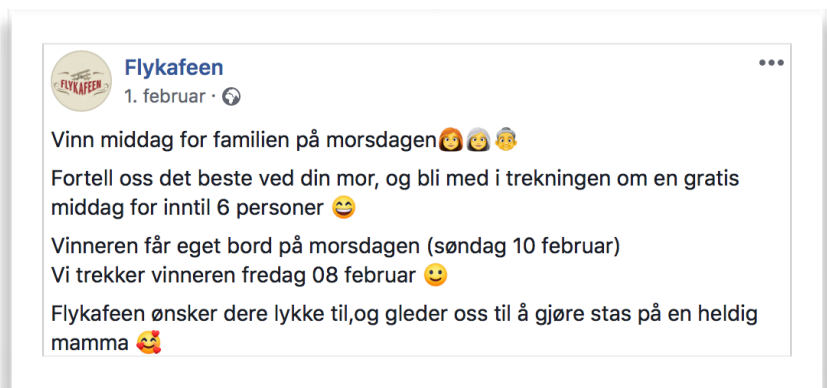 FLYKAFEEN
Flykafeen
1. februar ·
Vinn middag for familien på morsdagen👩‍🦰👩‍🦳👵
Fortell oss det beste ved din mor, og bli med i trekningen om en gratis
middag for inntil 6 personer 😄
Vinneren får eget bord på morsdagen (søndag 10 februar)
Vi trekker vinneren fredag 08 februar 🙂
Flykafeen ønsker dere lykke til,og gleder oss til å gjøre stas på en heldig
mamma 🥰